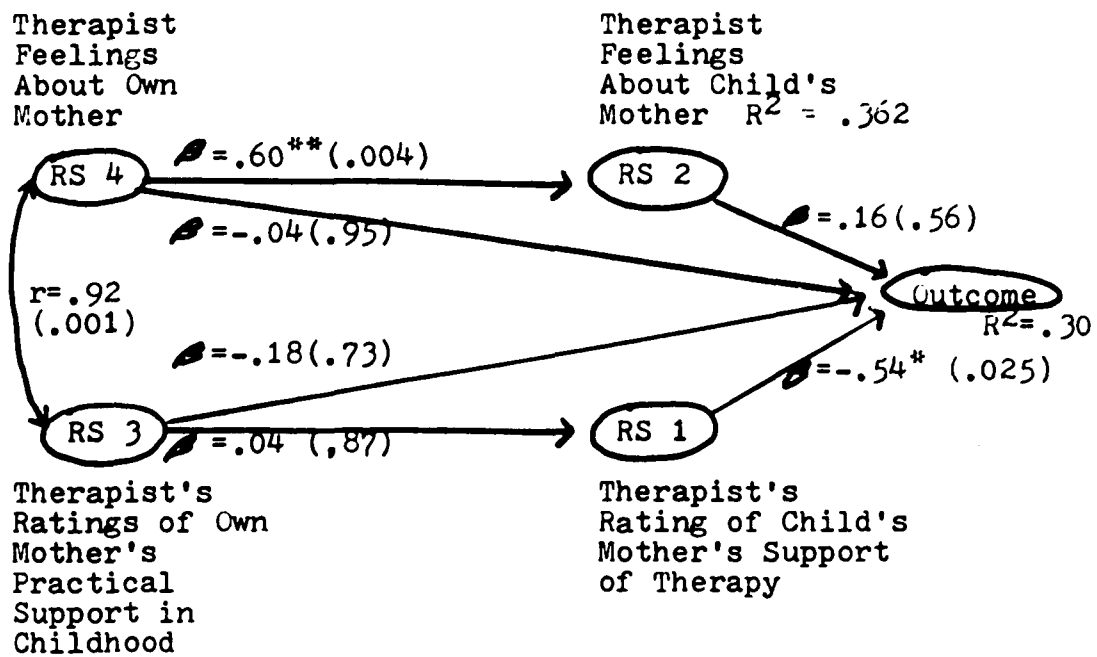 Therapist
Feelings
About Own
Mother
Therapist
Feelings
About Child's
Mother R² = .362
β=.60**(.004)
RS 4
RS 2
β=-.04(.95)
β=.16(.56)
r=.92
(.001)
Outcome
R²=.30
β=-.18(.73)
β=-.54* (.025)
RS 3
β=.04 (,87)
RS 1
Therapist's
Ratings of Own
Mother's
Practical
Support in
Childhood
Therapist's
Rating of Child's
Mother's Support
of Therapy